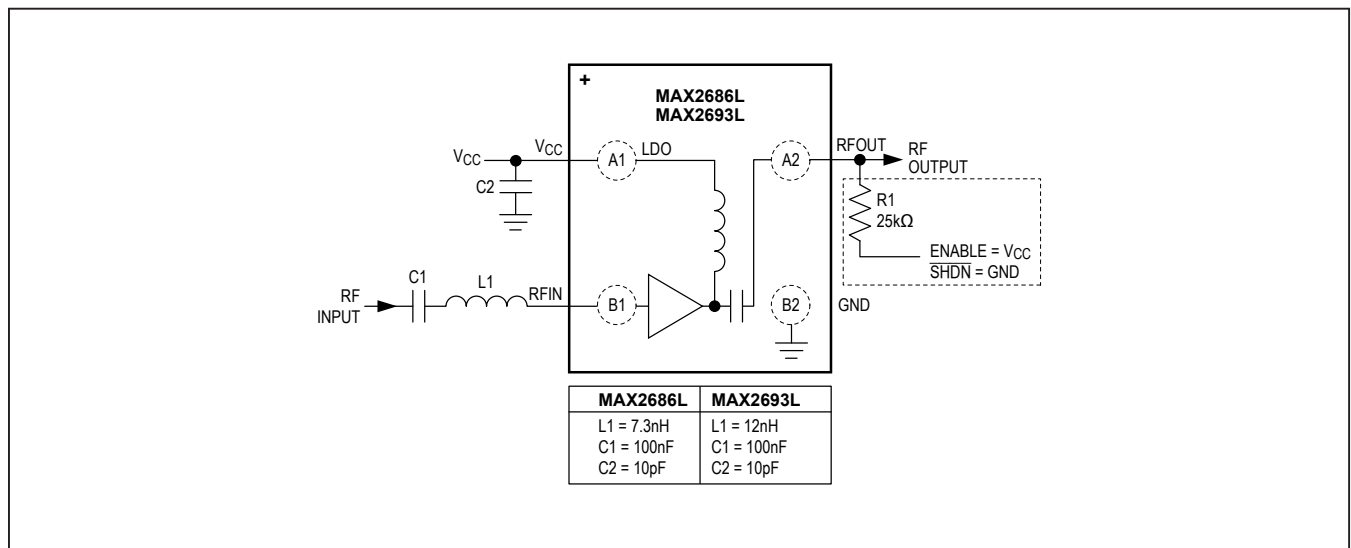 +
MAX2686L
MAX2693L
VCC
VCC
A1
LDO
A2
RFOUT
RF
OUTPUT
C2
R1
25kΩ
ENABLE = VCC
SHDN = GND
C1
L1
RFIN
RF
INPUT
B1
B2
GND
MAX2686L MAX2693L
L1 = 7.3nH L1 = 12nH
C1 = 100nF C1 = 100nF
C2 = 10pF C2 = 10pF